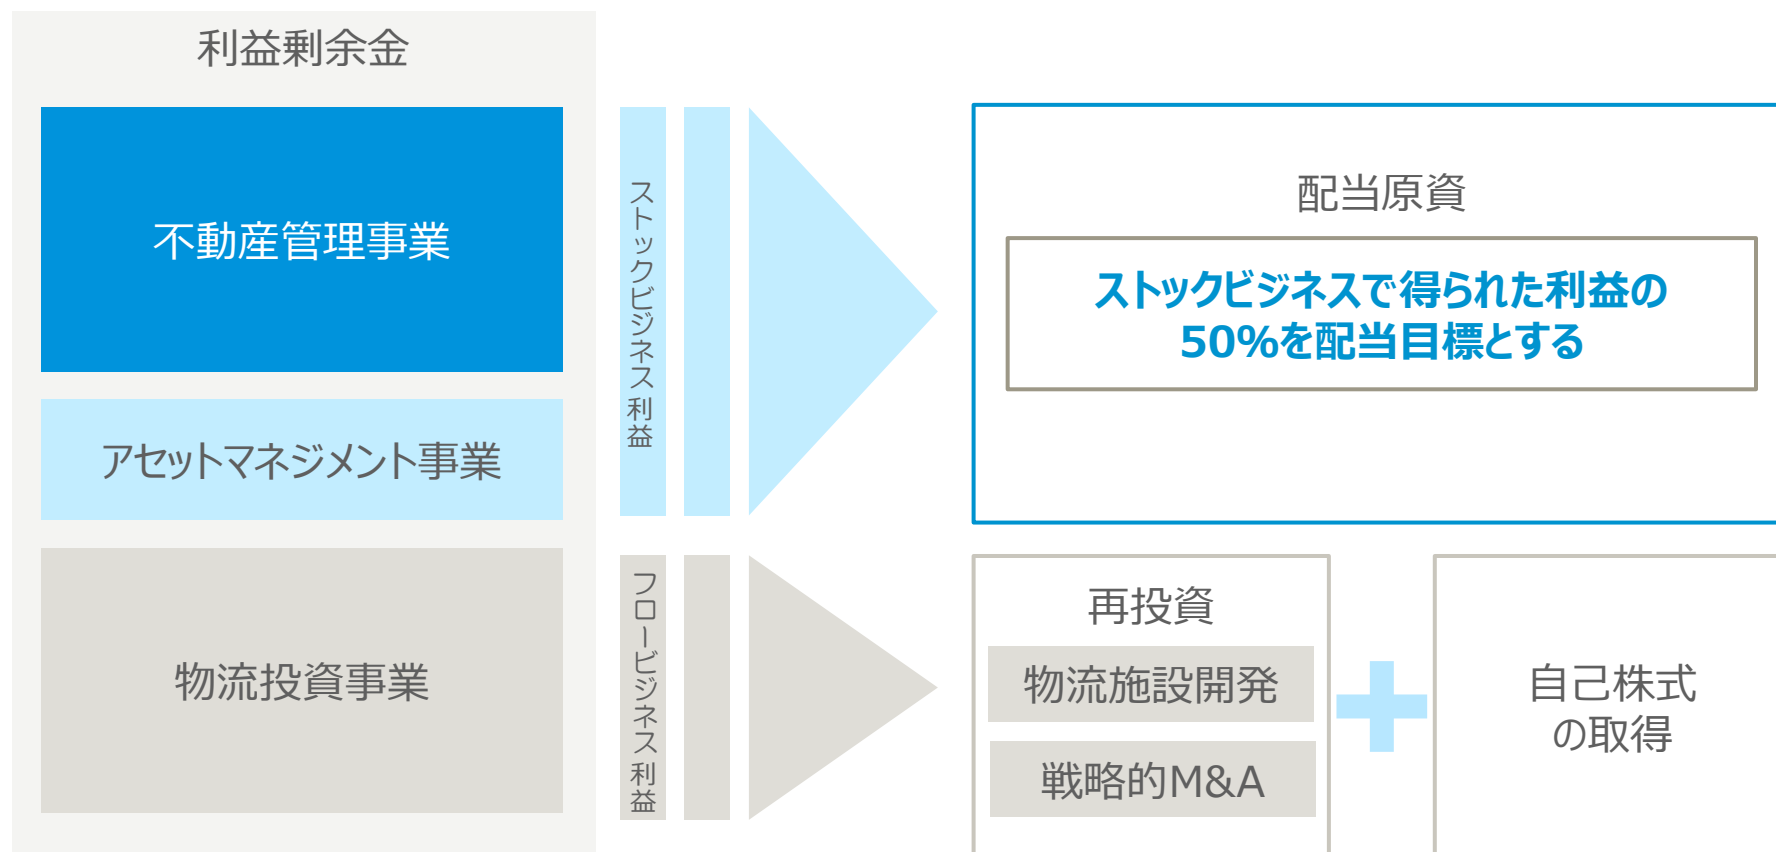 利益剰余金
不動産管理事業
アセットマネジメント事業
物流投資事業
ストックビジネス利益
フロービジネス利益
配当原資
ストックビジネスで得られた利益の
50%を配当目標とする
再投資
物流施設開発
戦略的M&A
自己株式
の取得